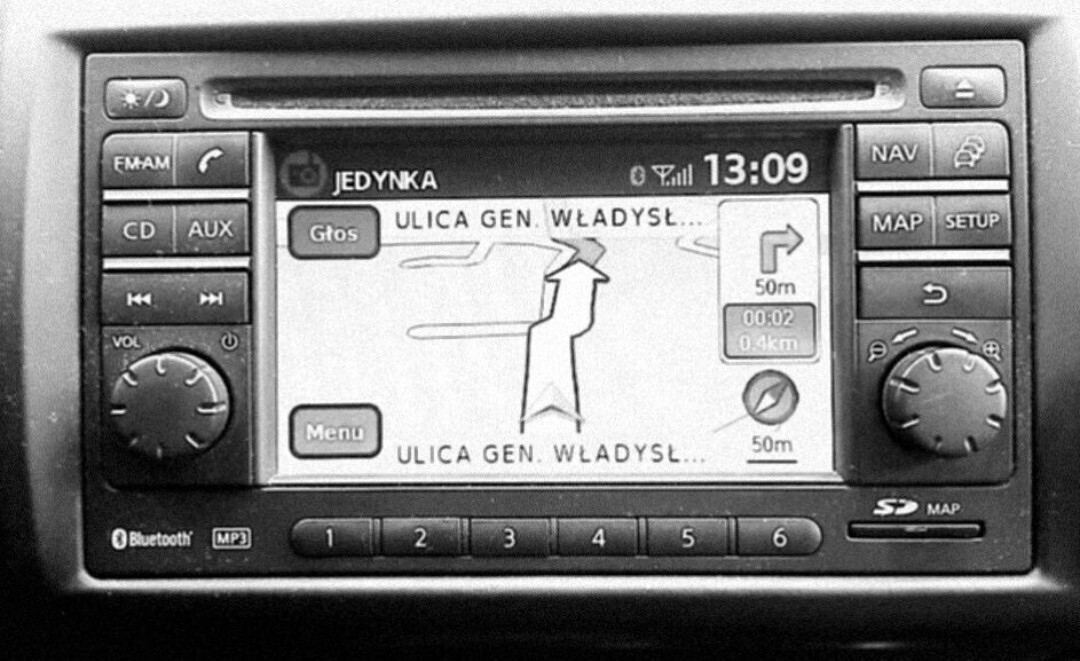 FM·AM
CD
AUX
VOL
JEDYNKA
13:09
Głos
ULICA GEN. WŁADYSŁ...
50m
00:02
0.4km
50m
Menu
ULICA GEN. WŁADYSŁ...
NAV
MAP
SETUP
Bluetooth®
MP3
1 2 3 4 5 6
SD MAP